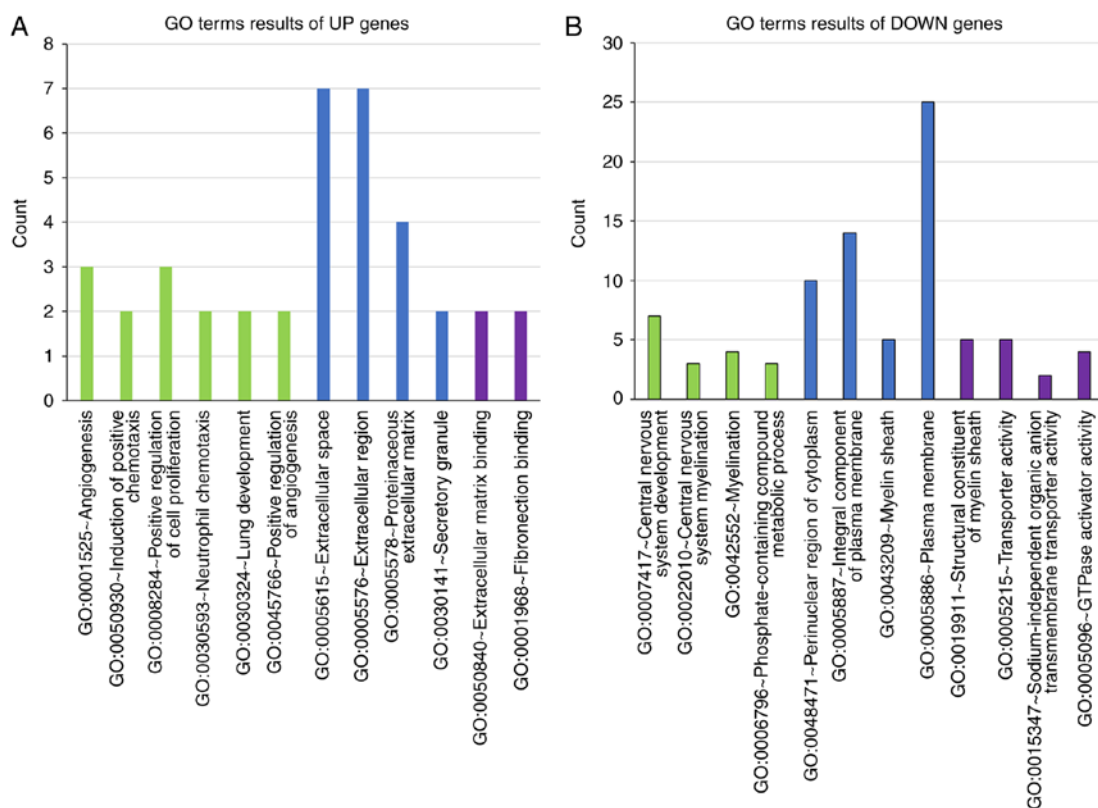 A
GO terms results of UP genes
8
7
6
5
4
3
2
1
0
Count
GO:0001525~Angiogenesis
GO:0050930~Induction of positive
chemotaxis
GO:0008284~Positive regulation
of cell proliferation
GO:0030593~Neutrophil chemotaxis
GO:0030324~Lung development
GO:0045766~Positive regulation
of angiogenesis
GO:0005615~Extracellular space
GO:0005576~Extracellular region
GO:0005578~Proteinaceous
extracellular matrix
GO:0030141~Secretory granule
GO:0050840~Extracellular matrix binding
GO:0001968~Fibronection binding
B
GO terms results of DOWN genes
30
25
20
15
10
5
0
Count
GO:0007417~Central nervous
system development
GO:0022010~Central nervous
system myelination
GO:0042552~Myelination
GO:0006796~Phosphate-containing compound
metabolic process
GO:0048471~Perinuclear region of cytoplasm
GO:0005887~Integral component
of plasma membrane
GO:0043209~Myelin sheath
GO:0005886~Plasma membrane
GO:0019911~Structural constituent
of myelin sheath
GO:0005215~Transporter activity
GO:0015347~Sodium-independent organic anion
transmembrane transporter activity
GO:0005096~GTPase activator activity